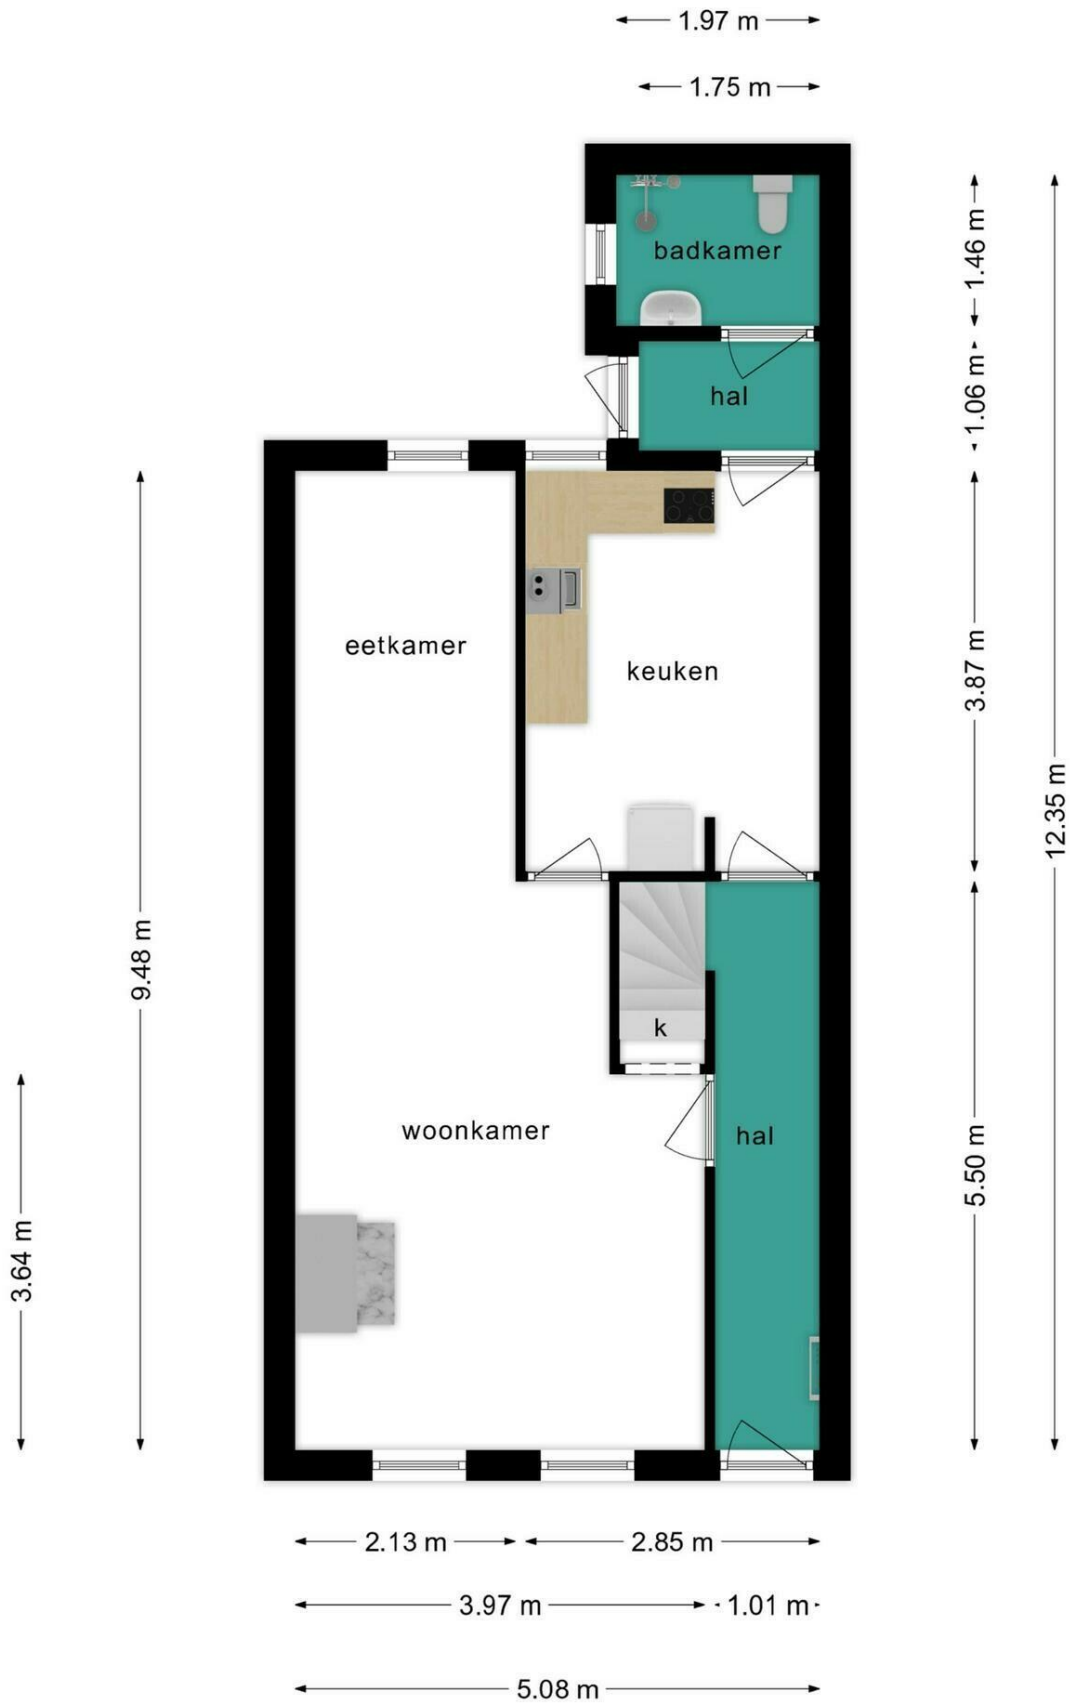 1.97 m
1.75 m
badkamer
1.46 m
hal
1.06 m
eetkamer
keuken
3.87 m
12.35 m
9.48 m
k
woonkamer
hal
5.50 m
3.64 m
2.13 m
2.85 m
3.97 m
1.01 m
5.08 m